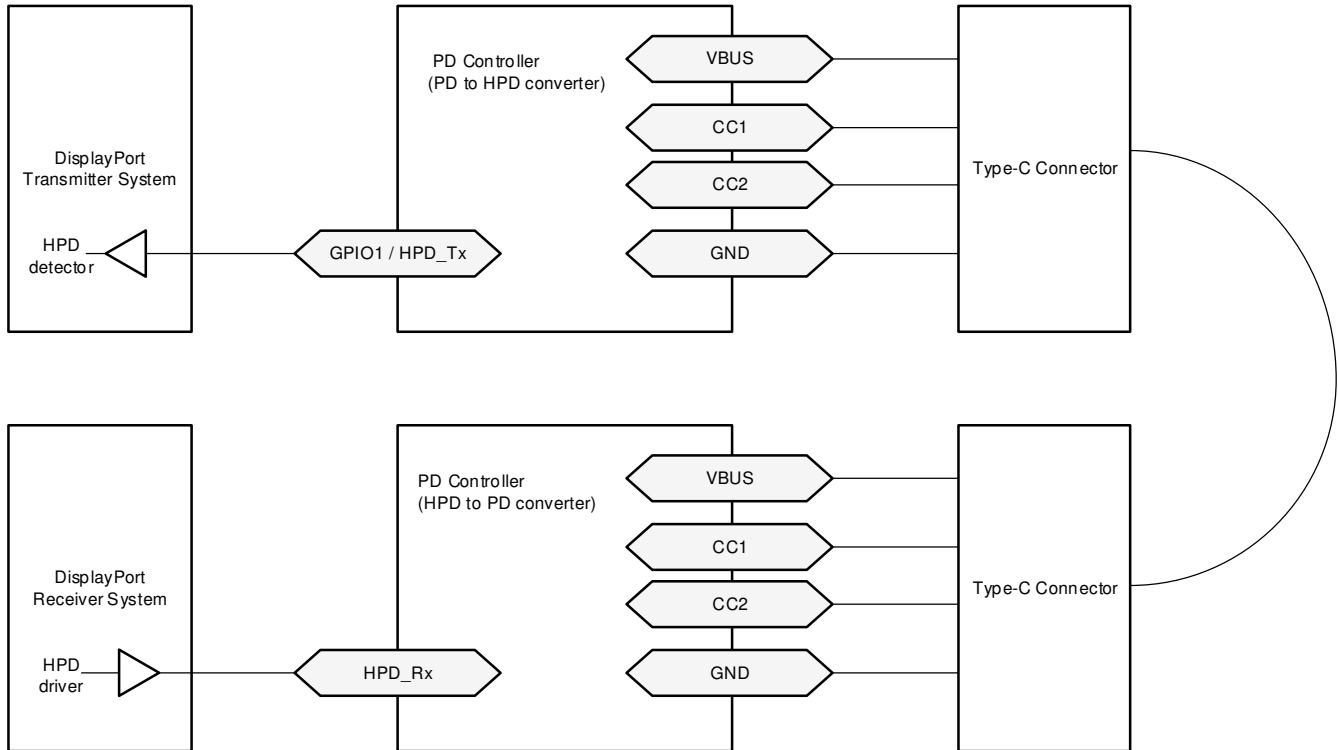 PD Controller
(PD to HPD converter)
VBUS
CC1
CC2
GND
DisplayPort
Transmitter System
HPD
detector
GPIO1 / HPD_Tx
Type-C Connector
PD Controller
(HPD to PD converter)
VBUS
CC1
CC2
GND
DisplayPort
Receiver System
HPD
driver
HPD_Rx
Type-C Connector